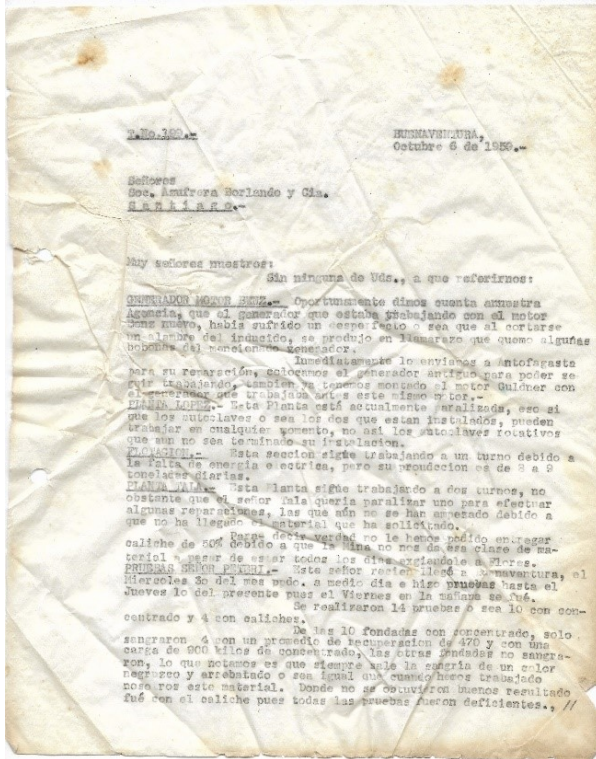 T.No.199.-
BUENAVENTURA,
Octubre 6 de 1959.-
Señores
Soc. Azufrera Borlando y Cia.
S a n t i a g o.-
Muy señores nuestros:
Sin ninguna de Uds., a que referirnos:
GENERADOR MOTOR BENZ.- Oportunamente dimos cuenta anuestra
Agencia, que el generador que estaba trabajando con el motor
Benz nuevo, había sufrido un desperfecto o sea que al cortarse
un alambre del inducido, se produjo en llamarazo que quemo algunas
bobonas del mencionado generador.
Inmediatamente lo enviamos a Antofagasta
para su reparación, colocamos el generador antiguo para poder se
guir trabajando, tambien ya tenemos montado el motor Guldner con
el generador que trabajaba antes este mismo motor.-
PLANTA LOPEZ.- Esta Planta está actualmente paralizada, eso si
que los autoclaves o sea los dos que estan instalados, pueden
trabajar en cualquier momento, no asi los autoclaves rotativos
que aun no sea terminado su instalacion.
FLOTACION.- Esta seccion sigue trabajando a un turno debido a
la falta de energia electrica, pero su produccion es de 8 a 9
toneladas diarias.
PLANTA TALA.- Esta Planta sigue trabajando a dos turnos, no
obstante que el señor Tala queria paralizar uno para efectuar
algunas reparaciones, las que aún no se han empezado debido a
que no ha llegado el material que ha solicitado.
Para decir verdad no le hemos podido entregar
caliche de 50% debido a que la Mina no nos da esa clase de ma-
teriol a pesar de estar todos los dias exigiendole a Flores.
PRUEBAS SEÑOR PETERI.- Este señor recien llegó a Buenaventura, el
Miercoles 30 del mes pado. a medio dia e hizo pruebas hasta el
Jueves 1o del presente pues el Viernes en la mañana se fué.
Se realizaron 14 pruebas o sea 10 con con-
centrado y 4 con caliches.
De las 10 fondadas con concentrado, solo
sangraron 4 con un promedio de recuperacion de 470 y con una
carga de 900 kilos de concentrado, las otras fondadas no sangra-
ron, lo que notamos es que siempre sale la sangria de un color
negrusco y arrebatado o sea igual que cuando hemos trabajado
nosotros este material. Donde no se obtuvieron buenos resultado
fué con el caliche pues todas las pruebas fueron deficientes., //